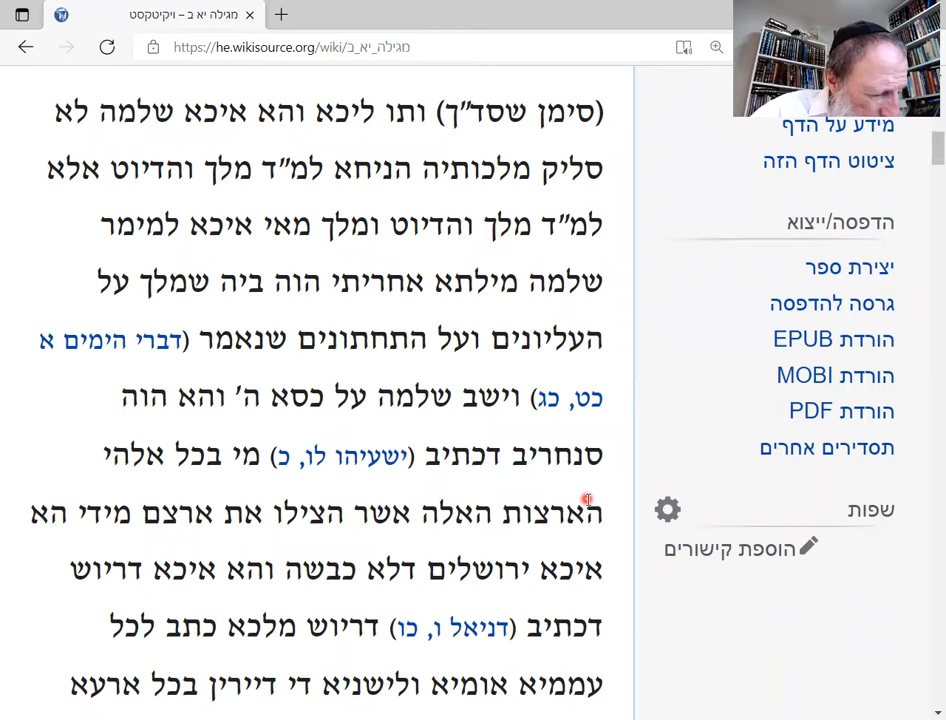 מגילה יא ב – ויקיטקסט
https://he.wikisource.org/wiki/מגילה_יא_ב
(סימן שסד״ך) ותו ליכא והא איכא שלמה לא
סליק מלכותיה הניחא למ״ד מלך והדיוט אלא
למ״ד מלך והדיוט ומלך מאי איכא למימר
שלמה מילתא אחריתי הוה ביה שמלך על
העליונים ועל התחתונים שנאמר (דברי הימים א
כט, כג) וישב שלמה על כסא ה׳ והא הוה
סנחריב דכתיב (ישעיהו לו, כ) מי בכל אלהי
הארצות האלה אשר הצילו את ארצם מידי הא
איכא ירושלים דלא כבשה והא איכא דריוש
דכתיב (דניאל ו, כו) דריוש מלכא כתב לכל
עממיא אומיא ולישניא די דיירין בכל ארעא
מידע על הדף
ציטוט הדף הזה
הדפסה/ייצוא
יצירת ספר
גרסה להדפסה
הורדת EPUB
הורדת MOBI
הורדת PDF
תסדירים אחרים
שפות
הוספת קישורים